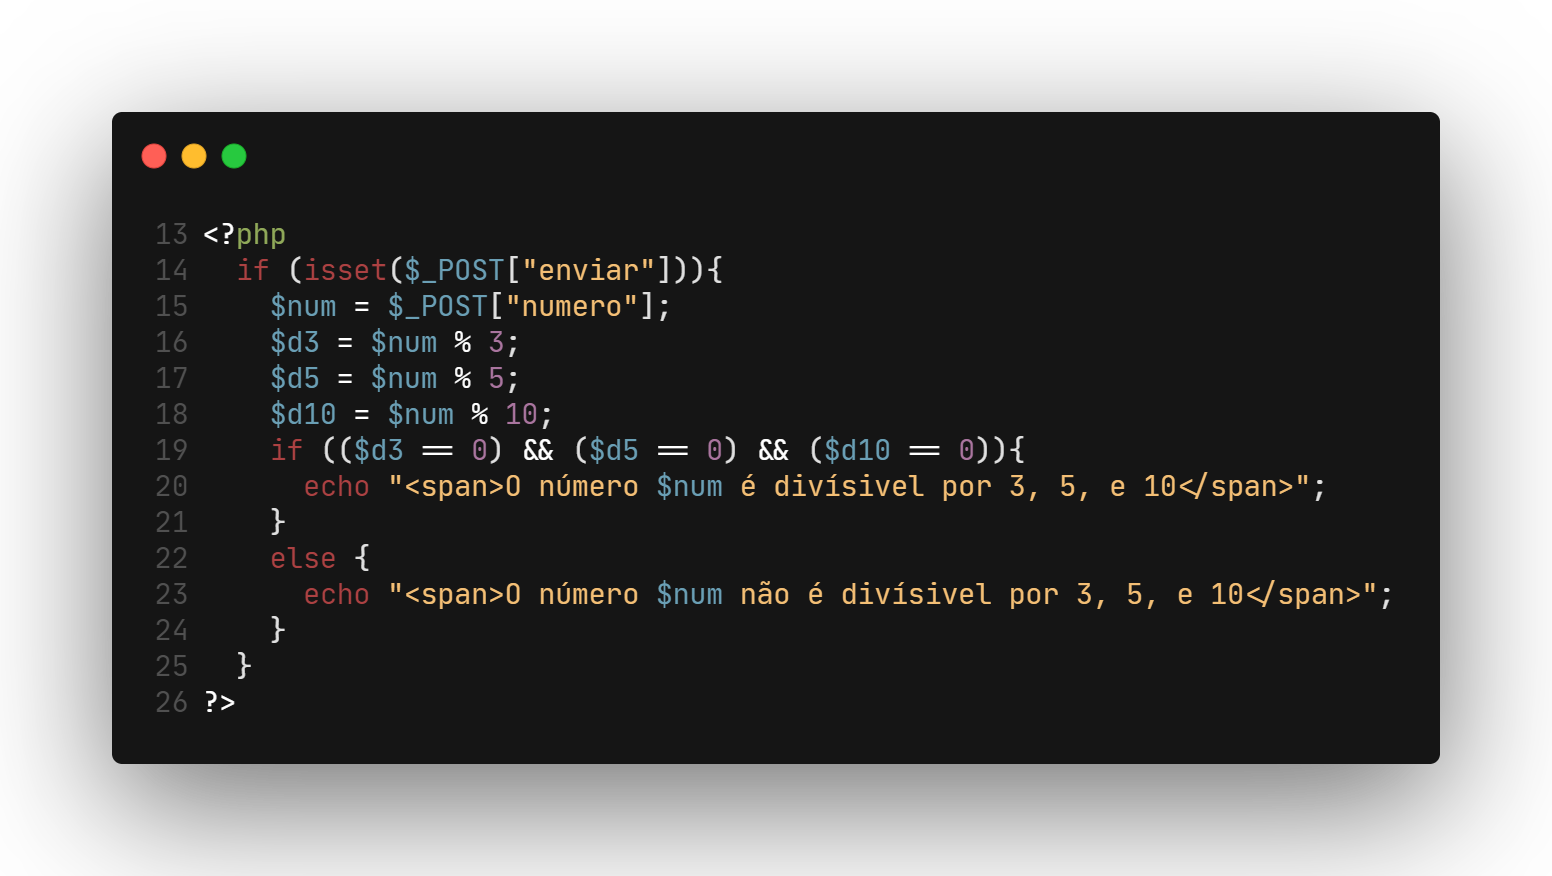 13 <?php
14   if (isset($_POST["enviar"])){
15     $num = $_POST["numero"];
16     $d3 = $num % 3;
17     $d5 = $num % 5;
18     $d10 = $num % 10;
19     if (($d3 == 0) && ($d5 == 0) && ($d10 == 0)){
20       echo "<span>O número $num é divísivel por 3, 5, e 10</span>";
21     }
22     else {
23       echo "<span>O número $num não é divísivel por 3, 5, e 10</span>";
24     }
25   }
26 ?>